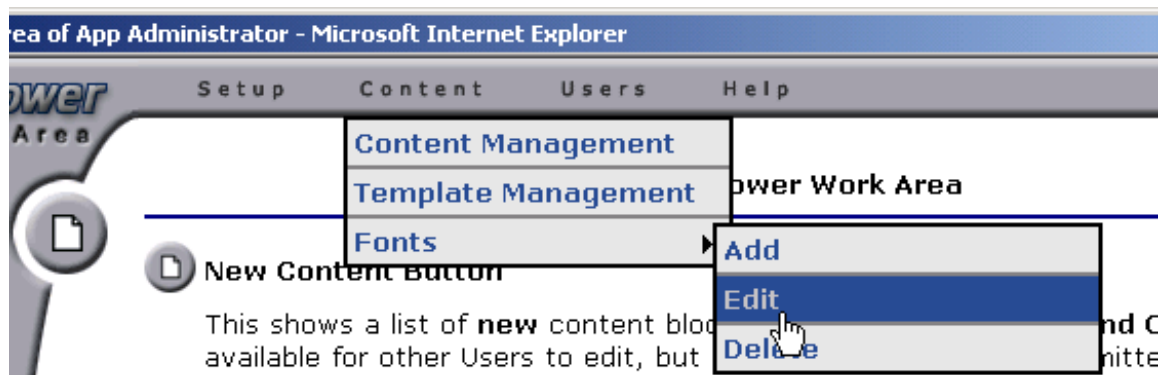 rea of App Administrator - Microsoft Internet Explorer
ower Setup Content Users Help
Area
Content Management
Template Management
ower Work Area
Fonts
Add
New Content Button
Edit
This shows a list of new content bloc nd C
Delete
available for other Users to edit, but mitte